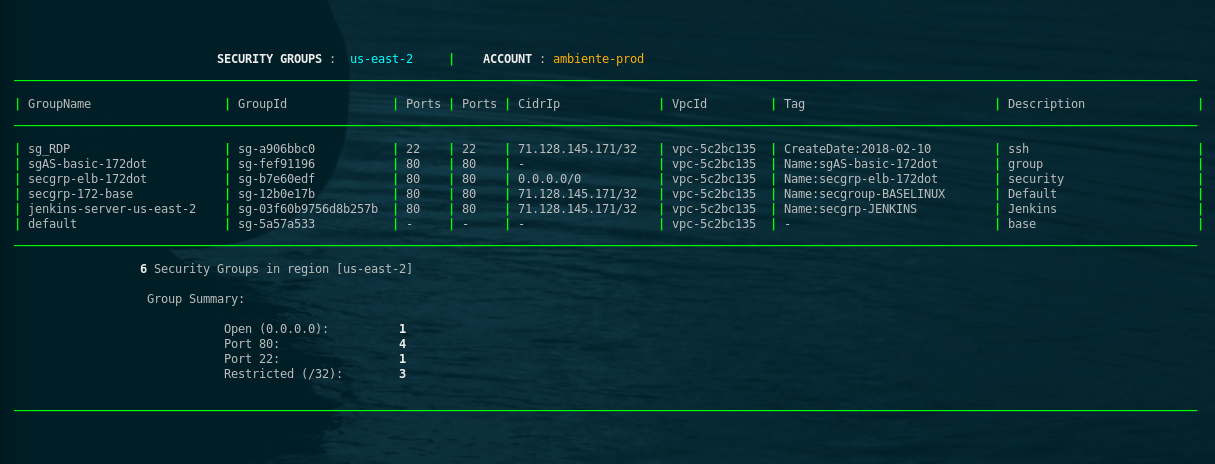 SECURITY GROUPS : us-east-2 | ACCOUNT : ambiente-prod
| GroupName | GroupId | Ports | Ports | CidrIp | VpcId | Tag | Description |
| sg_RDP | sg-a906bbc0 | 22 | 22 | 71.128.145.171/32 | vpc-5c2bc135 | CreateDate:2018-02-10 | ssh |
| sgAS-basic-172dot | sg-fef91196 | 80 | 80 | - | vpc-5c2bc135 | Name:sgAS-basic-172dot | group |
| secgrp-elb-172dot | sg-b7e60edf | 80 | 80 | 0.0.0.0/0 | vpc-5c2bc135 | Name:secgrp-elb-172dot | security |
| secgrp-172-base | sg-12b0e17b | 80 | 80 | 71.128.145.171/32 | vpc-5c2bc135 | Name:secgroup-BASELINUX | Default |
| jenkins-server-us-east-2 | sg-03f60b9756d8b257b | 80 | 80 | 71.128.145.171/32 | vpc-5c2bc135 | Name:secgrp-JENKINS | Jenkins |
| default | sg-5a57a533 | - | - | - | vpc-5c2bc135 | - | base |
6 Security Groups in region [us-east-2]
Group Summary:
Open (0.0.0.0): 1
Port 80: 4
Port 22: 1
Restricted (/32): 3